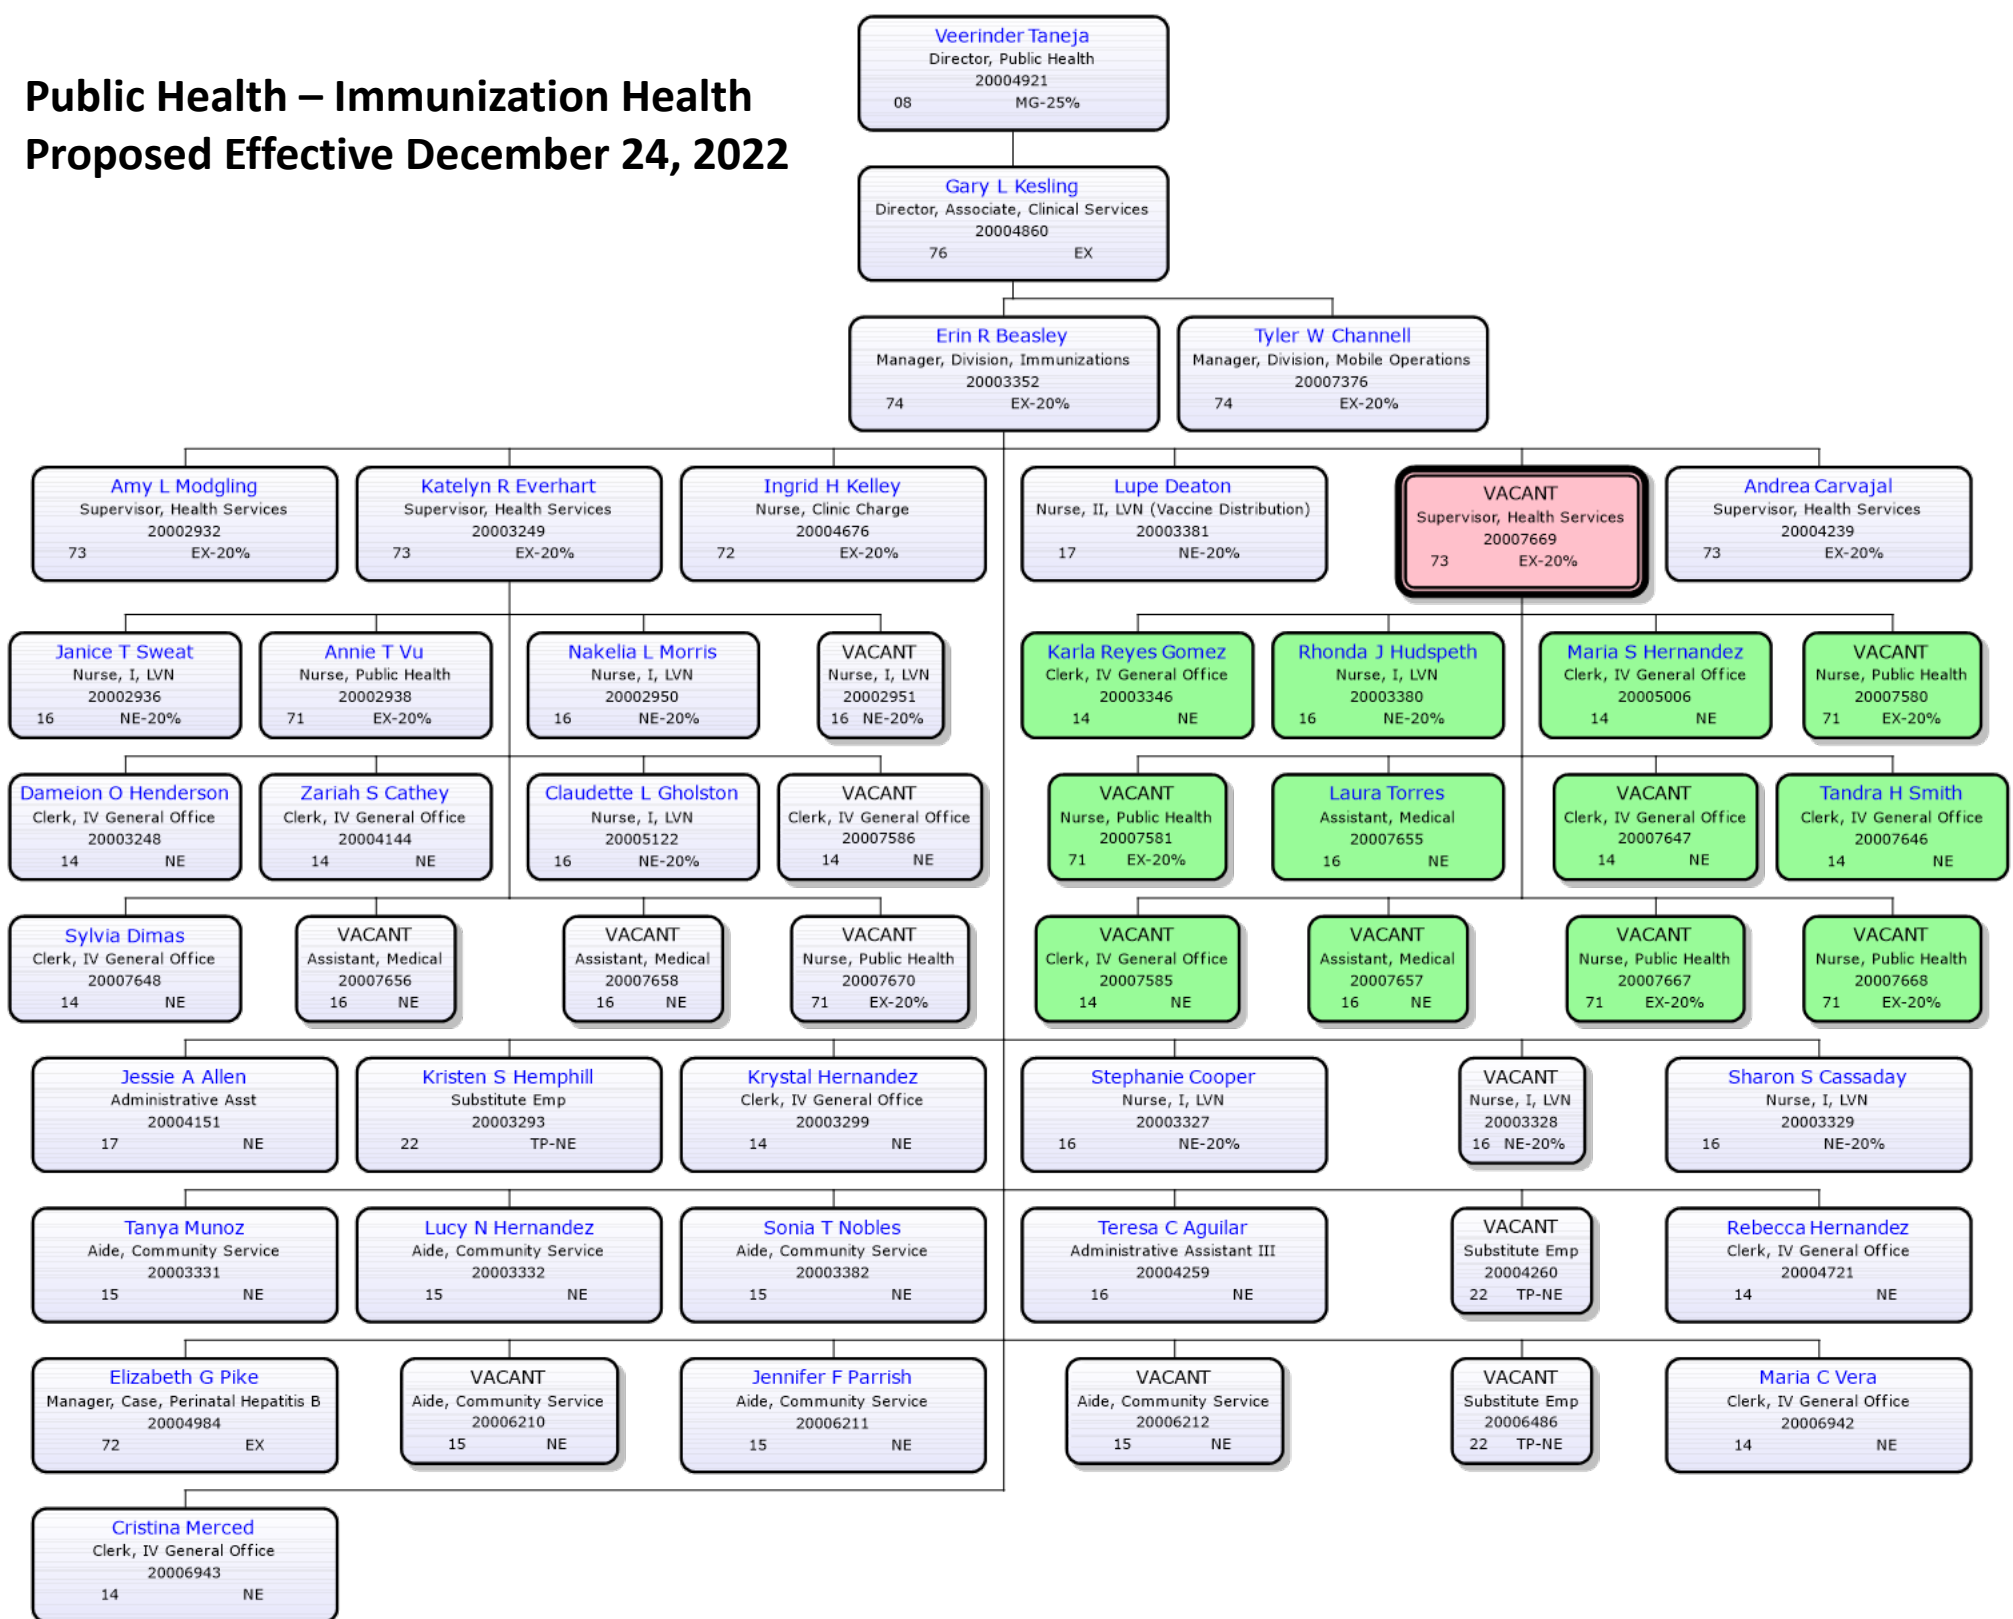 Public Health – Immunization Health
Proposed Effective December 24, 2022
Veerinder Taneja
Director, Public Health
20004921
08 MG-25%
Gary L Kesling
Director, Associate, Clinical Services
20004860
76 EX
Erin R Beasley
Manager, Division, Immunizations
20003352
74 EX-20%
Tyler W Channell
Manager, Division, Mobile Operations
20007376
74 EX-20%
Amy L Modgling
Supervisor, Health Services
20002932
73 EX-20%
Katelyn R Everhart
Supervisor, Health Services
20003249
73 EX-20%
Ingrid H Kelley
Nurse, Clinic Charge
20004676
72 EX-20%
Lupe Deaton
Nurse, II, LVN (Vaccine Distribution)
20003381
17 NE-20%
VACANT
Supervisor, Health Services
20007669
73 EX-20%
Andrea Carvajal
Supervisor, Health Services
20004239
73 EX-20%
Janice T Sweat
Nurse, I, LVN
20002936
16 NE-20%
Annie T Vu
Nurse, Public Health
20002938
71 EX-20%
Nakelia L Morris
Nurse, I, LVN
20002950
16 NE-20%
VACANT
Nurse, I, LVN
20002951
16 NE-20%
Karla Reyes Gomez
Clerk, IV General Office
20003346
14 NE
Rhonda J Hudspeth
Nurse, I, LVN
20003380
16 NE-20%
Maria S Hernandez
Clerk, IV General Office
20005006
14 NE
VACANT
Nurse, Public Health
20007580
71 EX-20%
Dameion O Henderson
Clerk, IV General Office
20003248
14 NE
Zariah S Cathey
Clerk, IV General Office
20004144
14 NE
Claudette L Gholston
Nurse, I, LVN
20005122
16 NE-20%
VACANT
Clerk, IV General Office
20007586
14 NE
VACANT
Nurse, Public Health
20007581
71 EX-20%
Laura Torres
Assistant, Medical
20007655
16 NE
VACANT
Clerk, IV General Office
20007647
14 NE
Tandra H Smith
Clerk, IV General Office
20007646
14 NE
Sylvia Dimas
Clerk, IV General Office
20007648
14 NE
VACANT
Assistant, Medical
20007656
16 NE
VACANT
Assistant, Medical
20007658
16 NE
VACANT
Nurse, Public Health
20007670
71 EX-20%
VACANT
Clerk, IV General Office
20007585
14 NE
VACANT
Assistant, Medical
20007657
16 NE
VACANT
Nurse, Public Health
20007667
71 EX-20%
VACANT
Nurse, Public Health
20007668
71 EX-20%
Jessie A Allen
Administrative Asst
20004151
17 NE
Kristen S Hemphill
Substitute Emp
20003293
22 TP-NE
Krystal Hernandez
Clerk, IV General Office
20003299
14 NE
Stephanie Cooper
Nurse, I, LVN
20003327
16 NE-20%
VACANT
Nurse, I, LVN
20003328
16 NE-20%
Sharon S Cassaday
Nurse, I, LVN
20003329
16 NE-20%
Tanya Munoz
Aide, Community Service
20003331
15 NE
Lucy N Hernandez
Aide, Community Service
20003332
15 NE
Sonia T Nobles
Aide, Community Service
20003382
15 NE
Teresa C Aguilar
Administrative Assistant III
20004259
16 NE
VACANT
Substitute Emp
20004260
22 TP-NE
Rebecca Hernandez
Clerk, IV General Office
20004721
14 NE
Elizabeth G Pike
Manager, Case, Perinatal Hepatitis B
20004984
72 EX
VACANT
Aide, Community Service
20006210
15 NE
Jennifer F Parrish
Aide, Community Service
20006211
15 NE
VACANT
Aide, Community Service
20006212
15 NE
VACANT
Substitute Emp
20006486
22 TP-NE
Maria C Vera
Clerk, IV General Office
20006942
14 NE
Cristina Merced
Clerk, IV General Office
20006943
14 NE